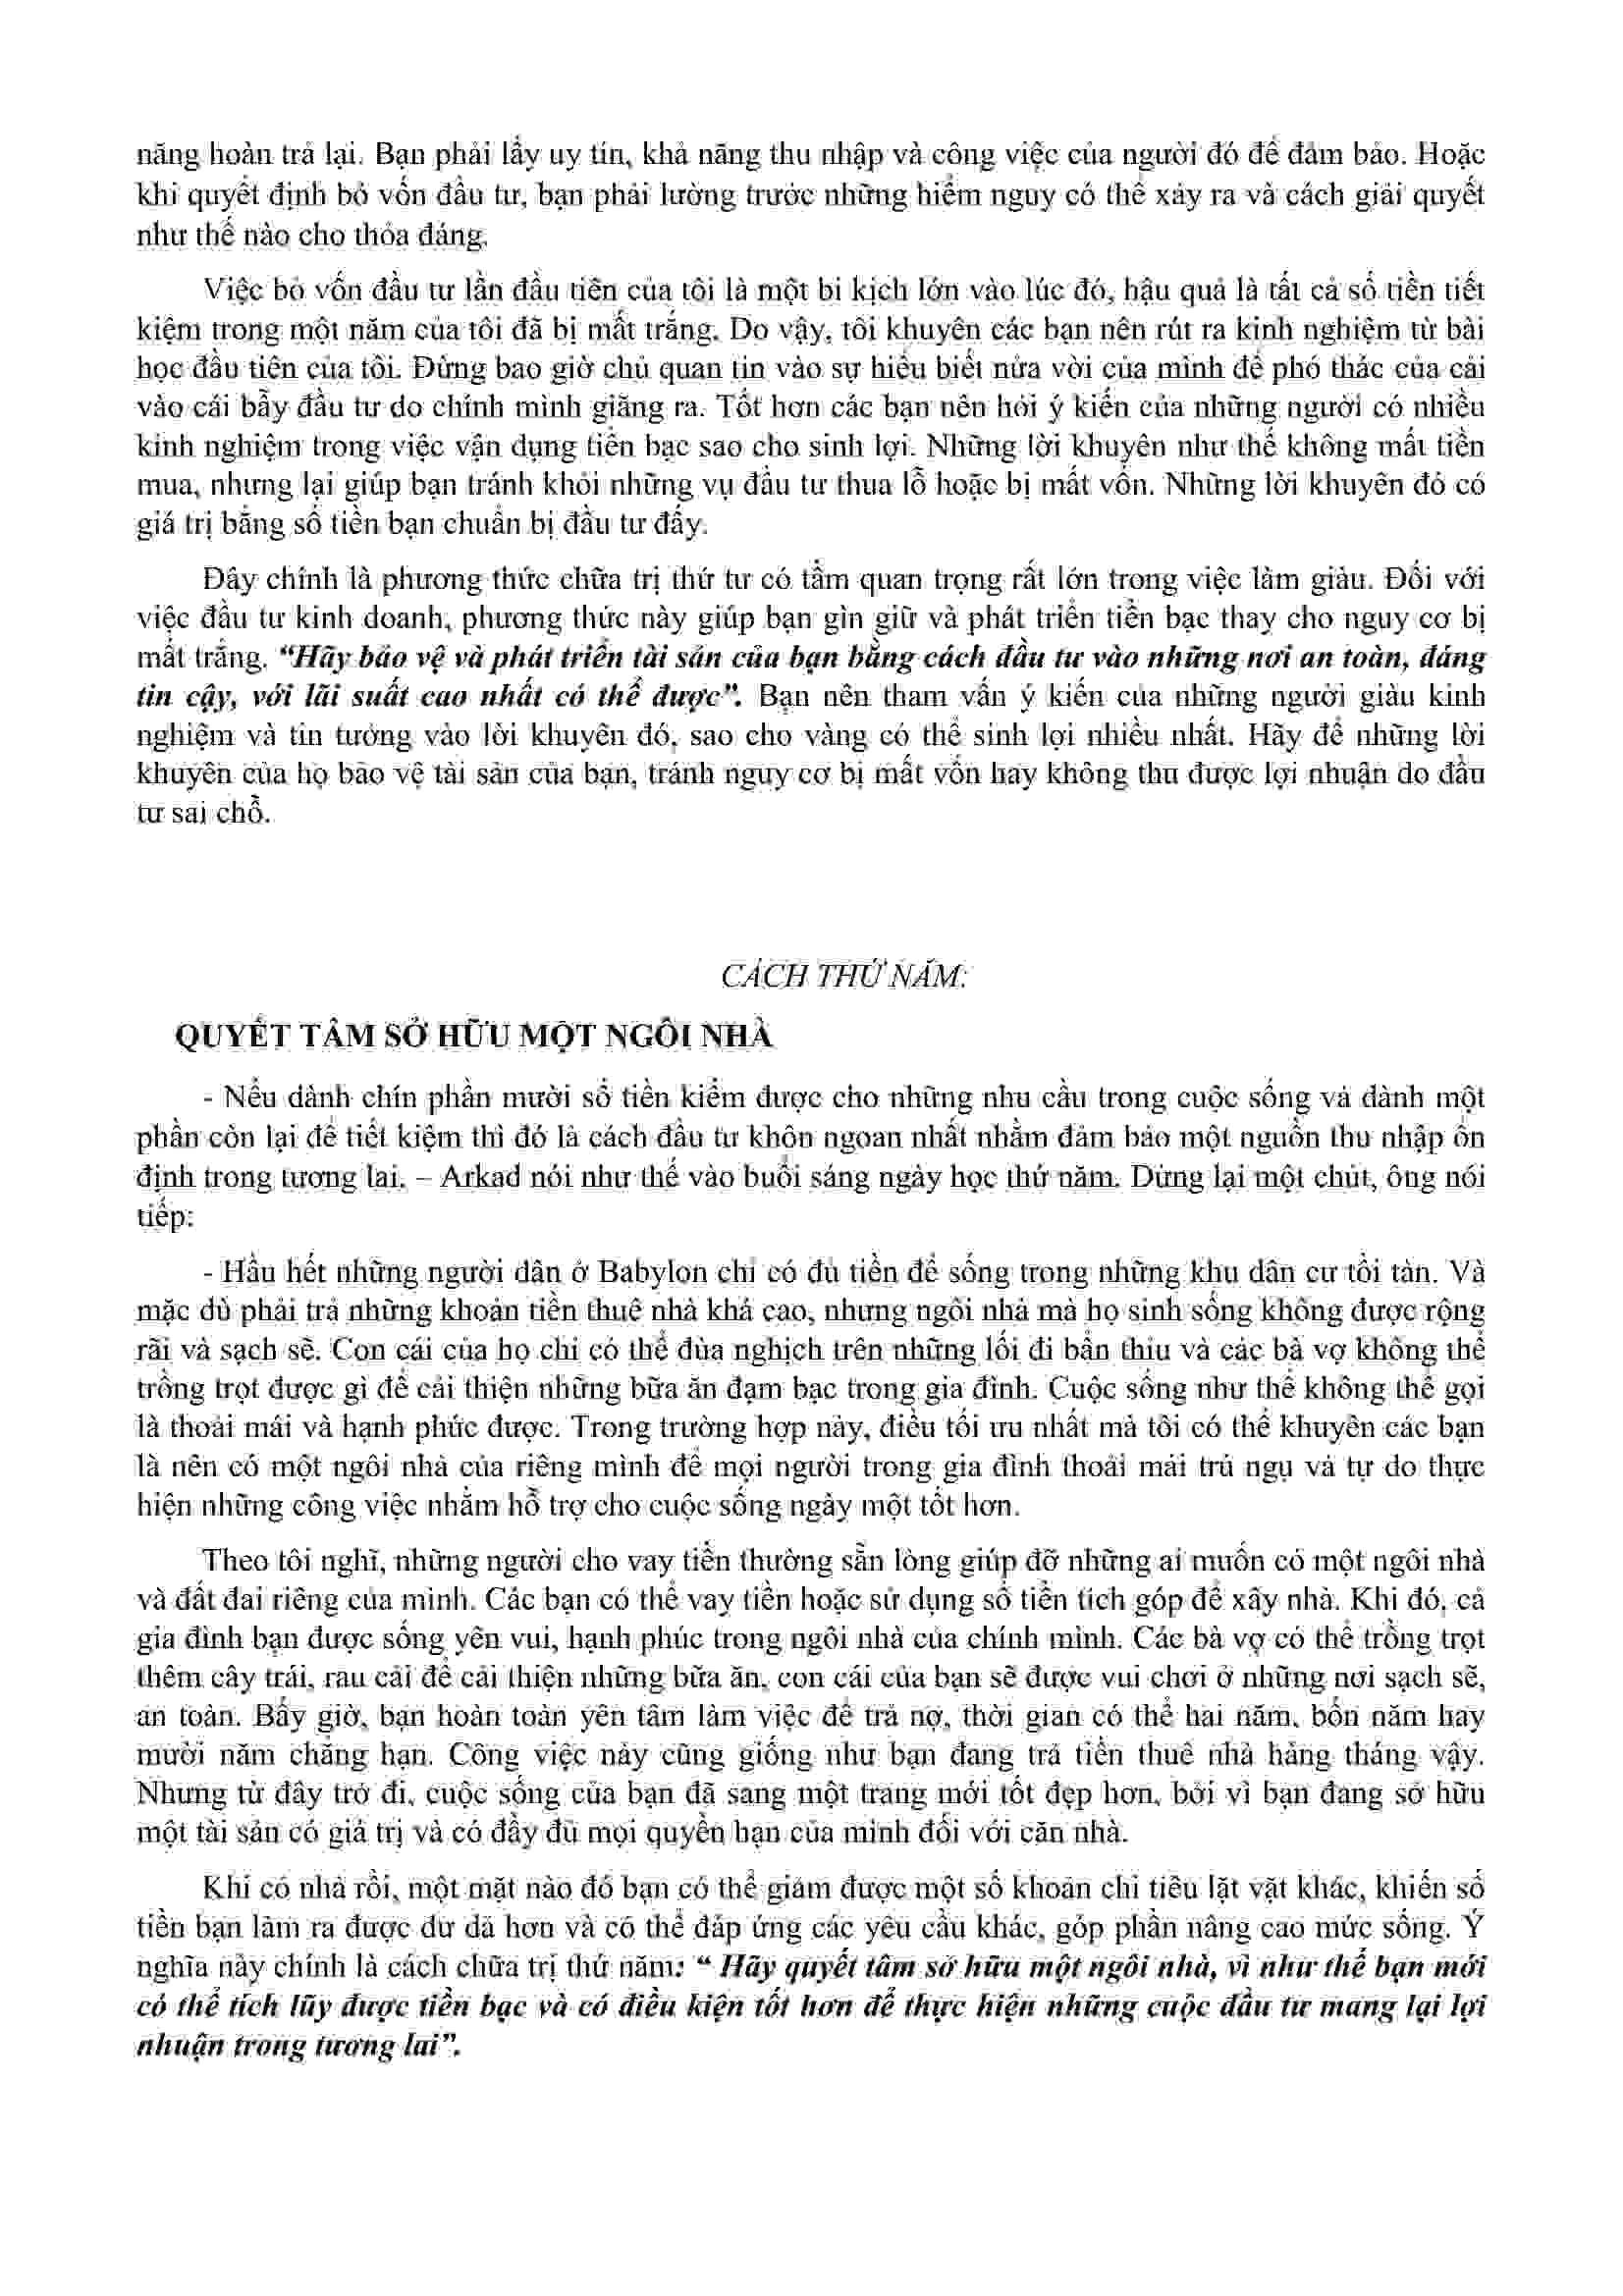 năng hoàn trả lại. Bạn phải lấy uy tín, khả năng thu nhập và công việc của người đó để đảm bảo. Hoặc
khi quyết định bỏ vốn đầu tư, bạn phải lường trước những hiểm nguy có thể xảy ra và cách giải quyết
như thế nào cho thỏa đáng.
Việc bỏ vốn đầu tư lần đầu tiên của tôi là một bi kịch lớn vào lúc đó, hậu quả là tất cả số tiền tiết
kiệm trong một năm của tôi đã bị mất trắng. Do vậy, tôi khuyên các bạn nên rút ra kinh nghiệm từ bài
học đầu tiên của tôi. Đừng bao giờ chủ quan tin vào sự hiểu biết nửa vời của mình để phó thác của cải
vào cái bẫy đầu tư do chính mình giăng ra. Tốt hơn các bạn nên hỏi ý kiến của những người có nhiều
kinh nghiệm trong việc vận dụng tiền bạc sao cho sinh lợi. Những lời khuyên như thế không mất tiền
mua, nhưng lại giúp bạn tránh khỏi những vụ đầu tư thua lỗ hoặc bị mất vốn. Những lời khuyên đó có
giá trị bằng số tiền bạn chuẩn bị đầu tư đấy.
Đây chính là phương thức chữa trị thứ tư có tầm quan trọng rất lớn trong việc làm giàu. Đối với
việc đầu tư kinh doanh, phương thức này giúp bạn gìn giữ và phát triển tiền bạc thay cho nguy cơ bị
mất trắng. “Hãy bảo vệ và phát triển tài sản của bạn bằng cách đầu tư vào những nơi an toàn, đáng
tin cậy, với lãi suất cao nhất có thể được”. Bạn nên tham vấn ý kiến của những người giàu kinh
nghiệm và tin tưởng vào lời khuyên đó, sao cho vàng có thể sinh lợi nhiều nhất. Hãy để những lời
khuyên của họ bảo vệ tài sản của bạn, tránh nguy cơ bị mất vốn hay không thu được lợi nhuận do đầu
tư sai chỗ.
CÁCH THỨ NĂM:
QUYẾT TÂM SỞ HỮU MỘT NGÔI NHÀ
- Nếu dành chín phần mười số tiền kiếm được cho những nhu cầu trong cuộc sống và dành một
phần còn lại để tiết kiệm thì đó là cách đầu tư khôn ngoan nhất nhằm đảm bảo một nguồn thu nhập ổn
định trong tương lai. – Arkad nói như thế vào buổi sáng ngày học thứ năm. Dừng lại một chút, ông nói
tiếp:
- Hầu hết những người dân ở Babylon chỉ có đủ tiền để sống trong những khu dân cư tồi tàn. Và
mặc dù phải trả những khoản tiền thuê nhà khá cao, nhưng ngôi nhà mà họ sinh sống không được rộng
rãi và sạch sẽ. Con cái của họ chỉ có thể đùa nghịch trên những lối đi bẩn thỉu và các bà vợ không thể
trồng trọt được gì để cải thiện những bữa ăn đạm bạc trong gia đình. Cuộc sống như thế không thể gọi
là thoải mái và hạnh phúc được. Trong trường hợp này, điều tối ưu nhất mà tôi có thể khuyên các bạn
là nên có một ngôi nhà của riêng mình để mọi người trong gia đình thoải mái trú ngụ và tự do thực
hiện những công việc nhằm hỗ trợ cho cuộc sống ngày một tốt hơn.
Theo tôi nghĩ, những người cho vay tiền thường sẵn lòng giúp đỡ những ai muốn có một ngôi nhà
và đất đai riêng của mình. Các bạn có thể vay tiền hoặc sử dụng số tiền tích góp để xây nhà. Khi đó, cả
gia đình bạn được sống yên vui, hạnh phúc trong ngôi nhà của chính mình. Các bà vợ có thể trồng trọt
thêm cây trái, rau cải để cải thiện những bữa ăn, con cái của bạn sẽ được vui chơi ở những nơi sạch sẽ,
an toàn. Bấy giờ, bạn hoàn toàn yên tâm làm việc để trả nợ, thời gian có thể hai năm, bốn năm hay
mười năm chẳng hạn. Công việc này cũng giống như bạn đang trả tiền thuê nhà hàng tháng vậy.
Nhưng từ đây trở đi, cuộc sống của bạn đã sang một trang mới tốt đẹp hơn, bởi vì bạn đang sở hữu
một tài sản có giá trị và có đầy đủ mọi quyền hạn của mình đối với căn nhà.
Khi có nhà rồi, một mặt nào đó bạn có thể giảm được một số khoản chi tiêu lặt vặt khác, khiến số
tiền bạn làm ra được dư dả hơn và có thể đáp ứng các yêu cầu khác, góp phần nâng cao mức sống. Ý
nghĩa này chính là cách chữa trị thứ năm: “ Hãy quyết tâm sở hữu một ngôi nhà, vì như thế bạn mới
có thể tích lũy được tiền bạc và có điều kiện tốt hơn để thực hiện những cuộc đầu tư mang lại lợi
nhuận trong tương lai”.